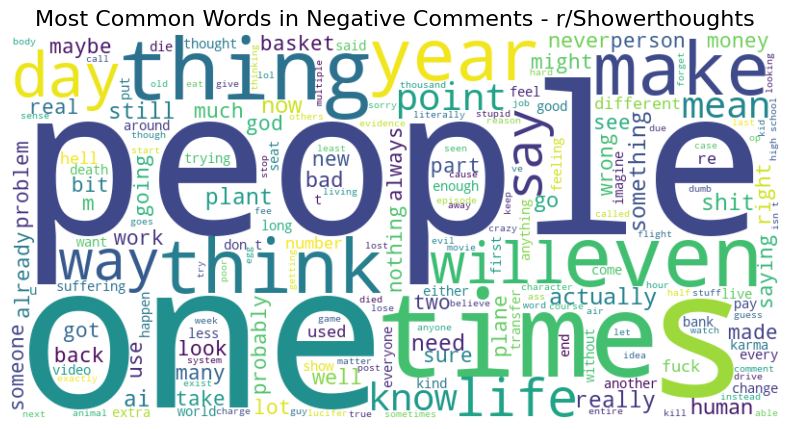 Most Common Words in Negative Comments - r/Showerthoughts
body
maybe
call
die
thought
basket
said
year
never
person
money
day
thing
might
make
looking
thinking
forget
old
eat
give
lol
put
multiple
thousand
hard
real
still
much
now
sorry
point
feel
good
different
mean
last
sense
around
though
god
others
evidence
literally
job
stupid
reason
see
something
due
kid
op
high school
people
say
problem
hell
death
start
trying
seat
stop
least
new
seen
part
always
cause
ve
wrong
imagine
case
re
dumb
shit
right
isn t
bit
m
going
plant
bad
t
living
enough
episode
away
keep
feeling
go
called
flight
goes
fee
long
crazy
anything
already
want
work
don t
number
lost
nothing
evil
movie
first
will
even
saying
way
think
suffering
try
poor
egg
getting
either
character
come
hour
happen
died
lose
two
believe
ass
word
course
actually
air
half
stuff
live
pay
guess
someone
one
times
got
week
less
game
used
plane
transfer
bank
watch
made
karma
every
back
use
look
system
probably
show
matter
everyone
anyone
need
sure
end
without
let
idea
fuck
comment
drive
video
exactly
ai
many
exist
well
post
kind
another
change
instead
take
world
lot
know
life
really
human
next
animal
extra
charge
guy
lucifer
true
sometimes
entire
kill
able